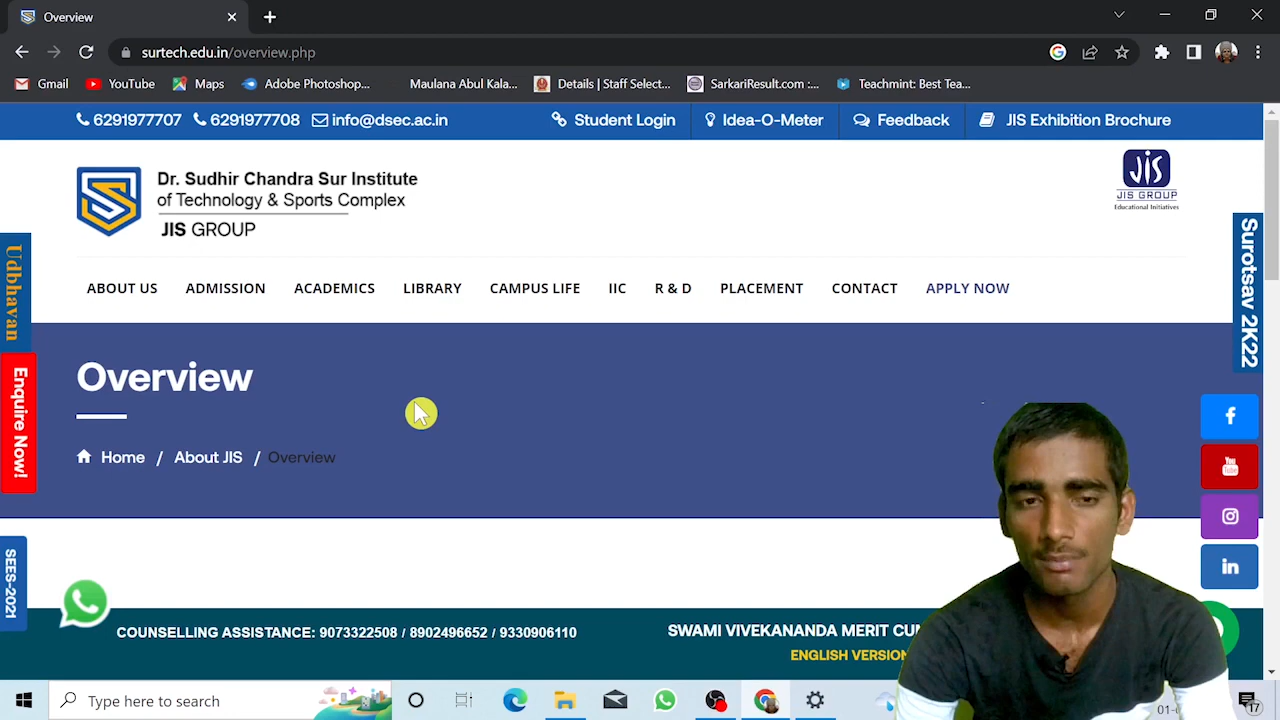 Overview
surtech.edu.in/overview.php
Gmail
YouTube
Maps
Adobe Photoshop...
Maulana Abul Kala...
Details | Staff Select...
SarkariResult.com :...
Teachmint: Best Tea...
6291977707
6291977708
info@dsec.ac.in
Student Login
Idea-O-Meter
Feedback
JIS Exhibition Brochure
Dr. Sudhir Chandra Sur Institute
of Technology & Sports Complex
JIS GROUP
JIS
JIS GROUP
Educational Initiatives
ABOUT US
ADMISSION
ACADEMICS
LIBRARY
CAMPUS LIFE
IIC
R & D
PLACEMENT
CONTACT
APPLY NOW
Udbhavan
Surotsav 2K22
Enquire Now!
Overview
Home / About JIS / Overview
SEES-2021
COUNSELLING ASSISTANCE: 9073322508 / 8902496652 / 9330906110
SWAMI VIVEKANANDA MERIT
ENGLISH VERSION
Type here to search
17